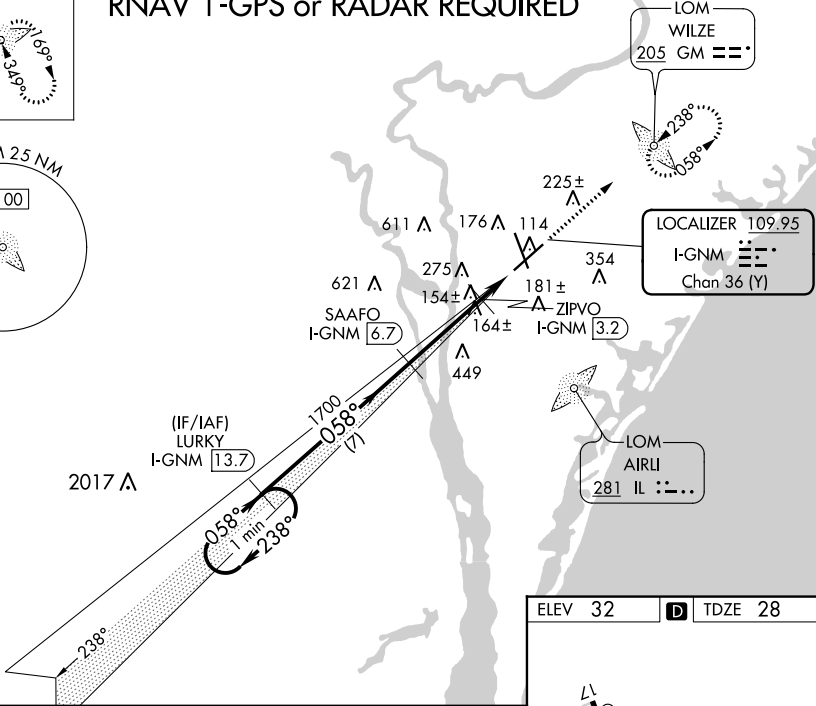 RNAV 1-GPS or RADAR REQUIRED
169°
349°
25 NM
00
LOM
WILZE
205 GM
238°
058°
225±
611
176
114
LOCALIZER 109.95
I-GNM
Chan 36 (Y)
354
275
621
154±
181±
SAAFO
I-GNM 6.7
ZIPVO
I-GNM 3.2
164±
449
1700
058°
(7)
(IF/IAF)
LURKY
I-GNM 13.7
LOM
AIRLI
281 IL
2017
058°
1 min
238°
238°
ELEV 32
D
TDZE 28
17